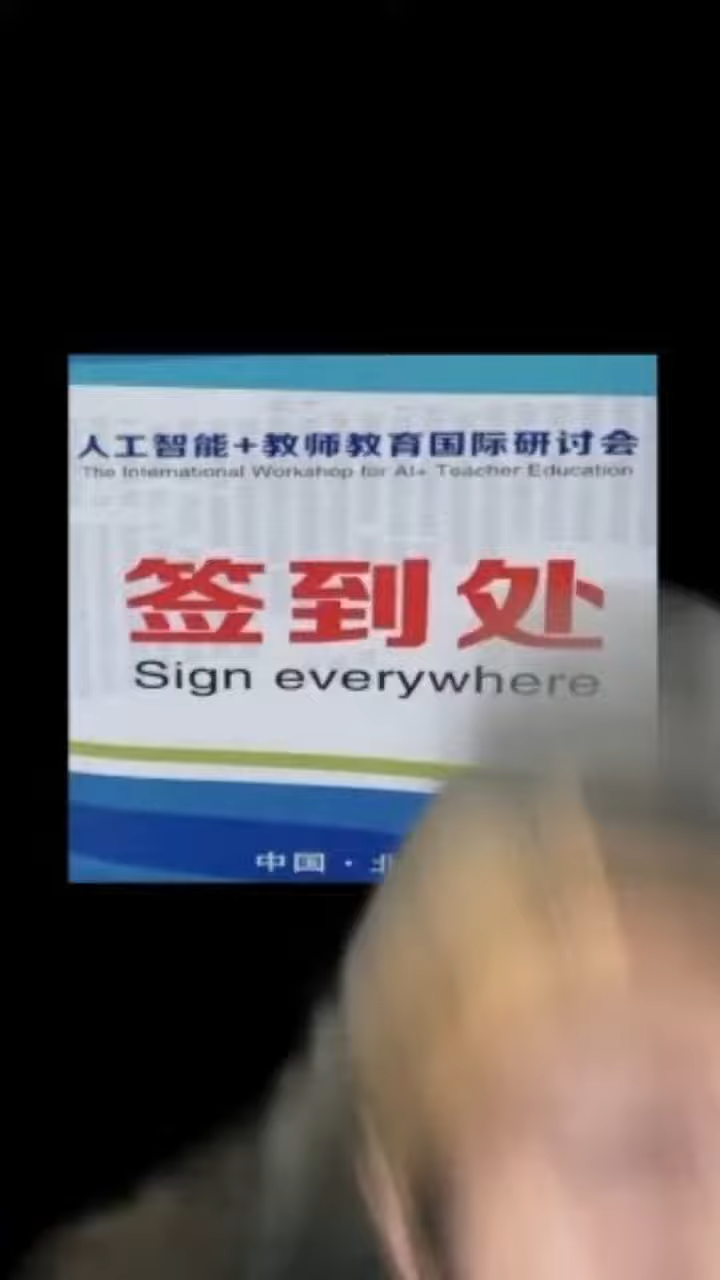 人工智能+教师教育国际研讨会
The International Workshop for AI+ Teacher Education
签到处
Sign everywhere
中国·北